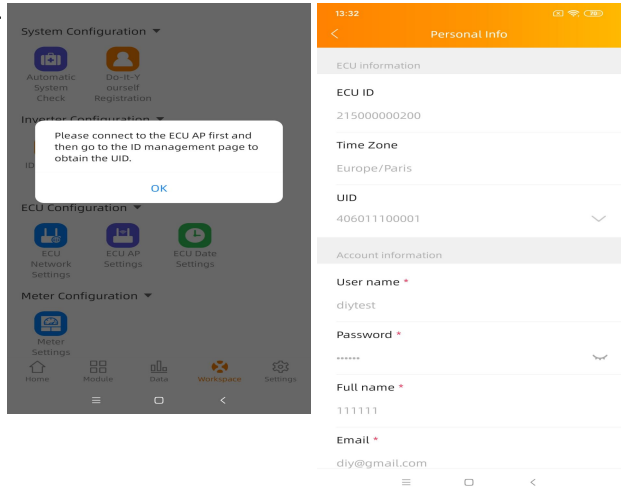 System Configuration
Automatic
System
Check
Do-It-Y
ourself
Registration
Inverter Configuration
Please connect to the ECU AP first and
then go to the ID management page to
obtain the UID.
ID
OK
ECU Configuration
ECU
Network
Settings
ECU AP
Settings
ECU Date
Settings
Meter Configuration
Meter
Settings
Home
Module
Data
Workspace
Settings
13:32
Personal Info
ECU information
ECU ID
215000000200
Time Zone
Europe/Paris
UID
406011100001
Account information
User name *
diytest
Password *
••••••
Full name *
111111
Email *
diy@gmail.com